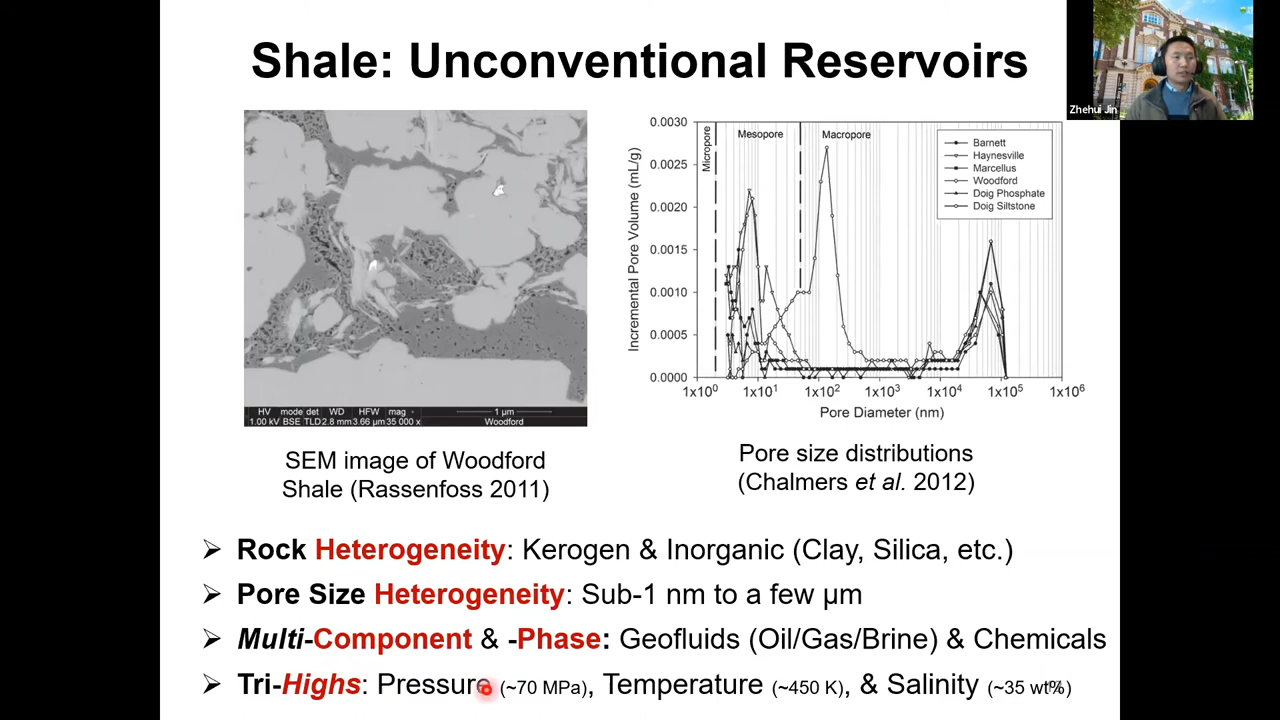 Shale: Unconventional Reservoirs
Zhehui Jin
HV mode det WD HFW mag 1 µm
1.00 kV BSE TLD 2.8 mm 3.66 µm 35 000 x Woodford
SEM image of Woodford
Shale (Rassenfoss 2011)
Incremental Pore Volume (mL/g)
0.0030
0.0025
0.0020
0.0015
0.0010
0.0005
0.0000
Micropore
Mesopore
Macropore
Barnett
Haynesville
Marcellus
Woodford
Doig Phosphate
Doig Siltstone
1x10⁰ 1x10¹ 1x10² 1x10³ 1x10⁴ 1x10⁵ 1x10⁶
Pore Diameter (nm)
Pore size distributions
(Chalmers et al. 2012)
➢ Rock Heterogeneity: Kerogen & Inorganic (Clay, Silica, etc.)
➢ Pore Size Heterogeneity: Sub-1 nm to a few µm
➢ Multi-Component & -Phase: Geofluids (Oil/Gas/Brine) & Chemicals
➢ Tri-Highs: Pressure (~70 MPa), Temperature (~450 K), & Salinity (~35 wt%)